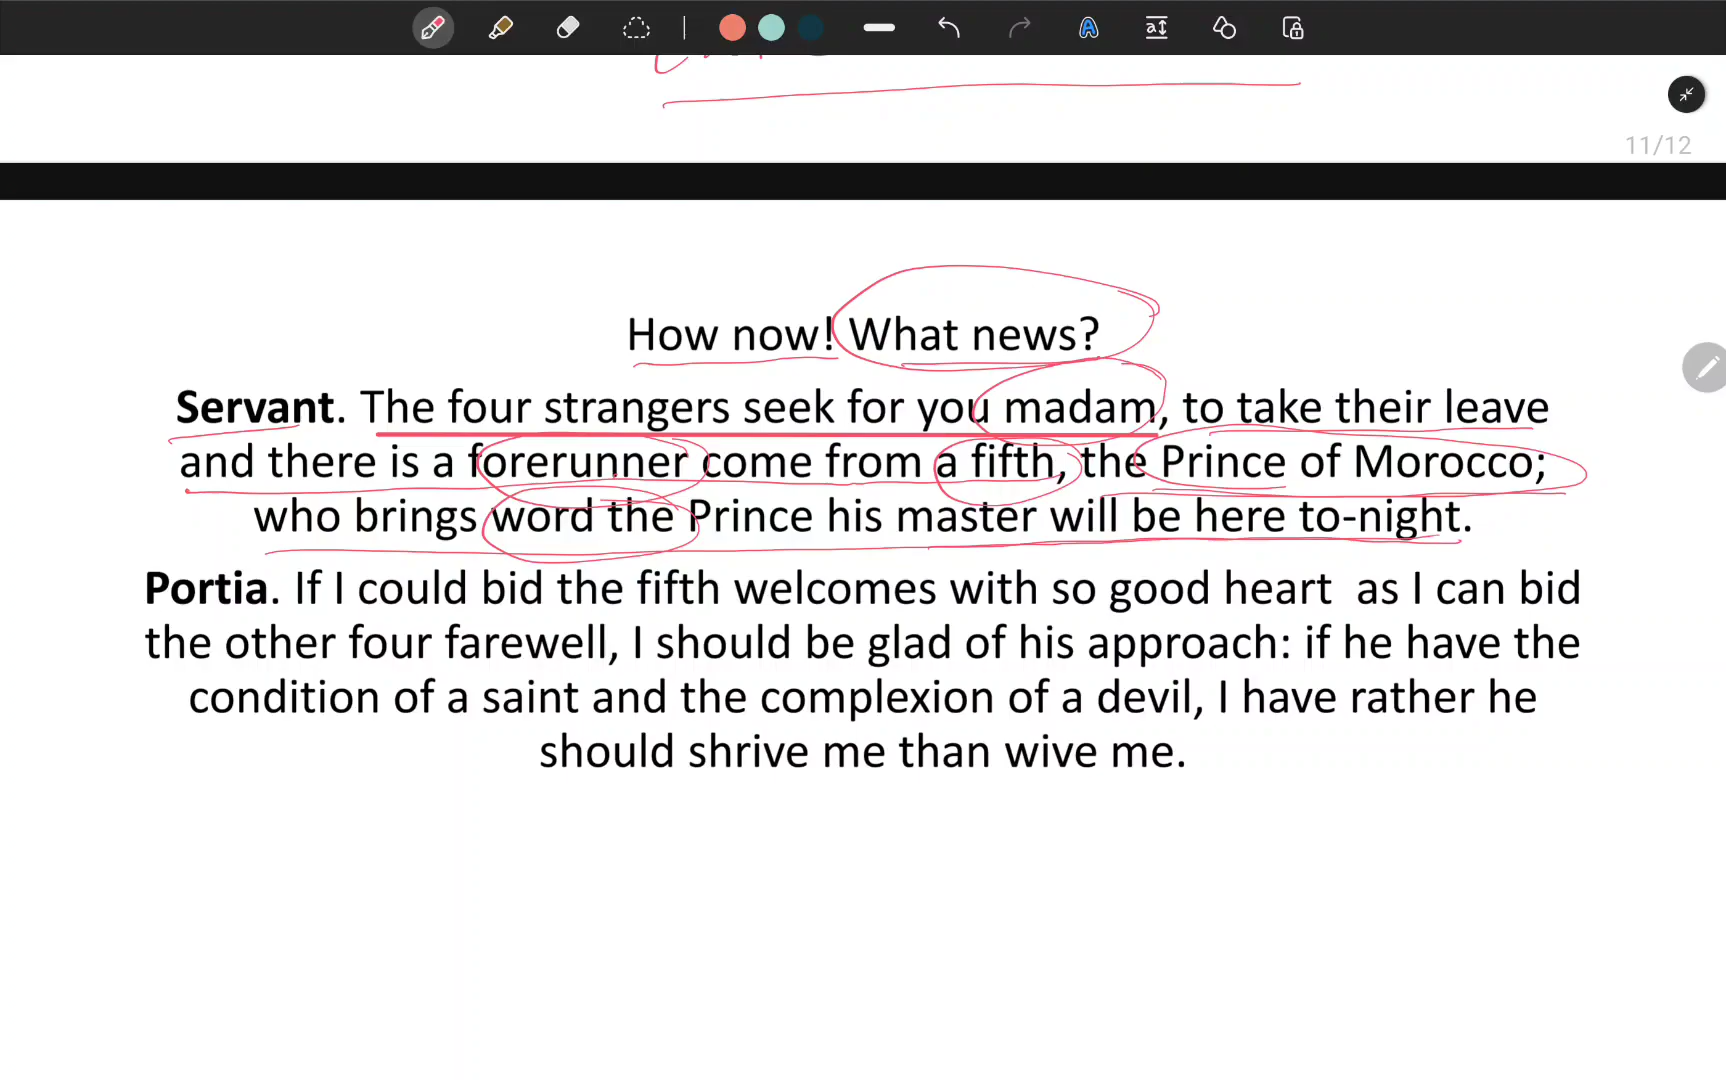 11/12
How now! What news?
Servant. The four strangers seek for you madam, to take their leave
and there is a forerunner come from a fifth, the Prince of Morocco;
who brings word the Prince his master will be here to-night.
Portia. If I could bid the fifth welcomes with so good heart  as I can bid
the other four farewell, I should be glad of his approach: if he have the
condition of a saint and the complexion of a devil, I have rather he
should shrive me than wive me.